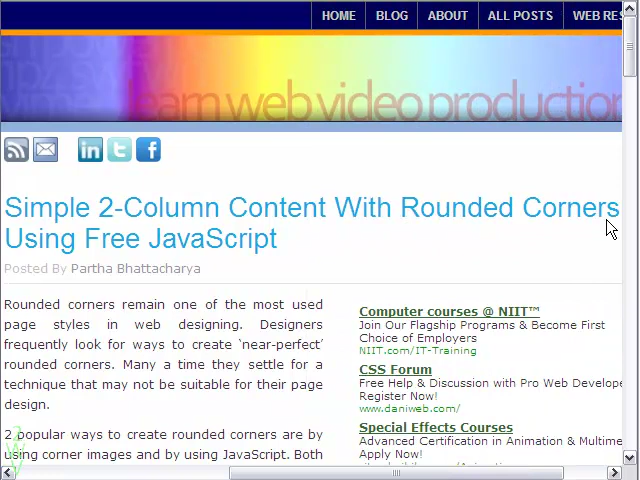 HOME BLOG ABOUT ALL POSTS WEB RES
learn web video production
Simple 2-Column Content With Rounded Corners
Using Free JavaScript
Posted By Partha Bhattacharya
Rounded corners remain one of the most used
page styles in web designing. Designers
frequently look for ways to create ‘near-perfect’
rounded corners. Many a time they settle for a
technique that may not be suitable for their page
design.
2 popular ways to create rounded corners are by
using corner images and by using JavaScript. Both
Computer courses @ NIIT™
Join Our Flagship Programs & Become First
Choice of Employers
NIIT.com/IT-Training
CSS Forum
Free Help & Discussion with Pro Web Develope
Register Now!
www.daniweb.com/
Special Effects Courses
Advanced Certification in Animation & Multime
Apply Now!